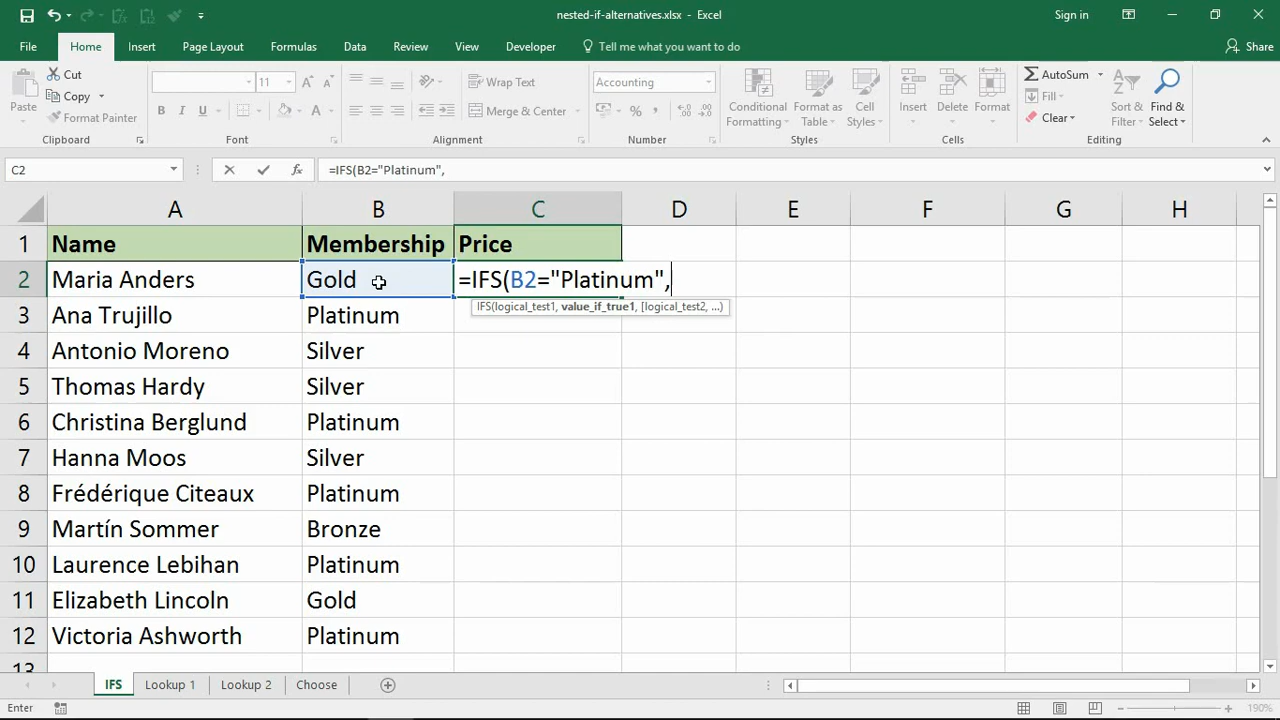 nested-if-alternatives.xlsx - Excel
Sign in
File Home Insert Page Layout Formulas Data Review View Developer Tell me what you want to do Share
Paste
Cut
Copy
Format Painter
Clipboard
11
A A
B I U A
Font
Wrap Text
Merge & Center
Alignment
Accounting
% ,
Number
Conditional Formatting
Format as Table
Cell Styles
Styles
Insert Delete Format
Cells
AutoSum
Fill
Clear
Sort & Filter
Find & Select
Editing
C2 fx =IFS(B2="Platinum",
A B C D E F G H
1 Name Membership Price
2 Maria Anders Gold =IFS(B2="Platinum",
IFS(logical_test1, value_if_true1, [logical_test2, ...)
3 Ana Trujillo Platinum
4 Antonio Moreno Silver
5 Thomas Hardy Silver
6 Christina Berglund Platinum
7 Hanna Moos Silver
8 Frédérique Citeaux Platinum
9 Martín Sommer Bronze
10 Laurence Lebihan Platinum
11 Elizabeth Lincoln Gold
12 Victoria Ashworth Platinum
13
IFS Lookup 1 Lookup 2 Choose
Enter 190%